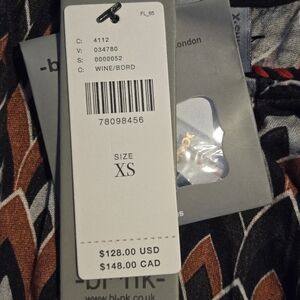 FL_65
C: 4112
V: 034780
S: 0000052
C: WINE/BORD
78098456
SIZE
XS
$128.00 USD
$148.00 CAD
London
www.bl-nk.co.uk